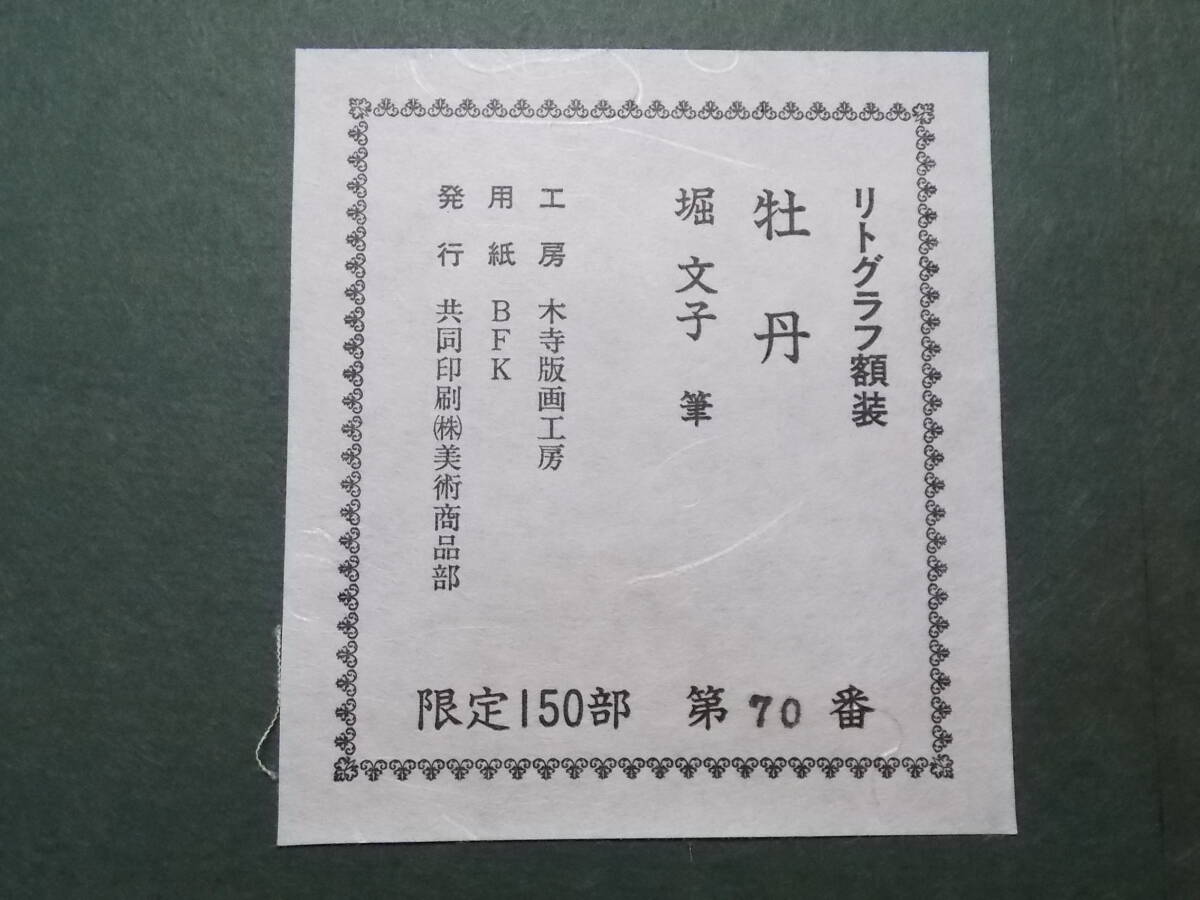 リトグラフ額装
牡丹
堀文子 筆
工房 木寺版画工房
用紙 BFK
発行 共同印刷㈱美術商品部
限定150部 第70番